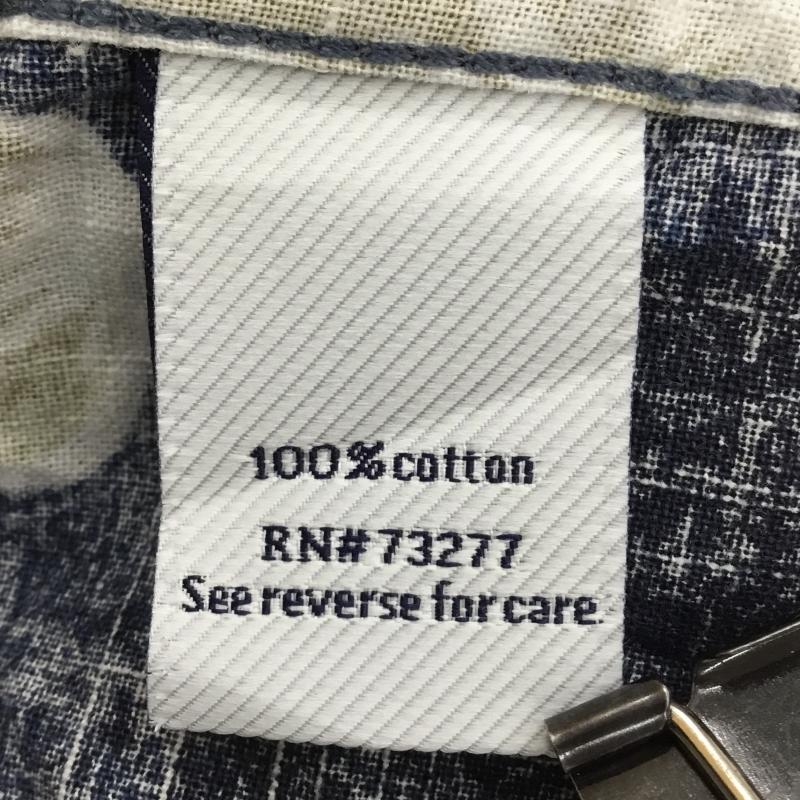 100% cotton
RN# 73277
See reverse for care.